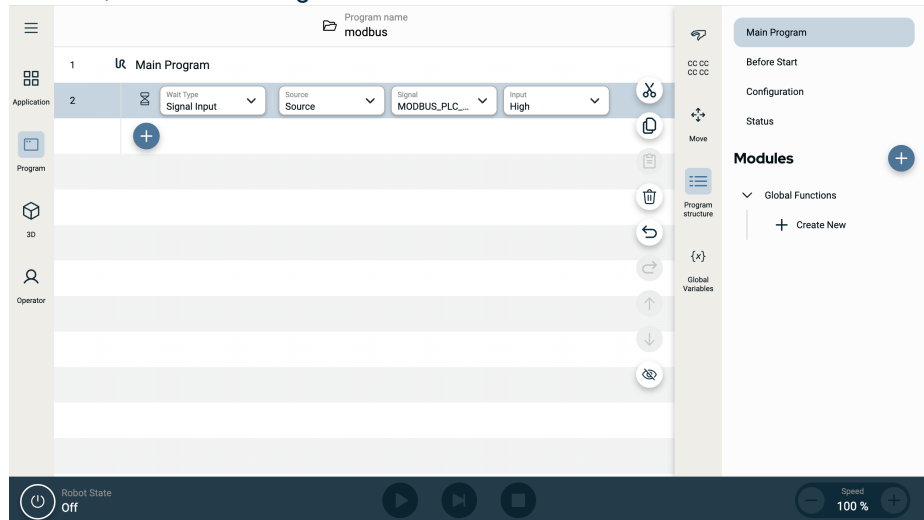 Program name
modbus
Application
Program
3D
Operator
1
Main Program
2
Wait Type
Signal Input
Source
Source
Signal
MODBUS_PLC_...
Input
High
CC CC
CC CC
Move
Program
structure
{x}
Global
Variables
Main Program
Before Start
Configuration
Status
Modules
Global Functions
Create New
Robot State
Off
Speed
100 %